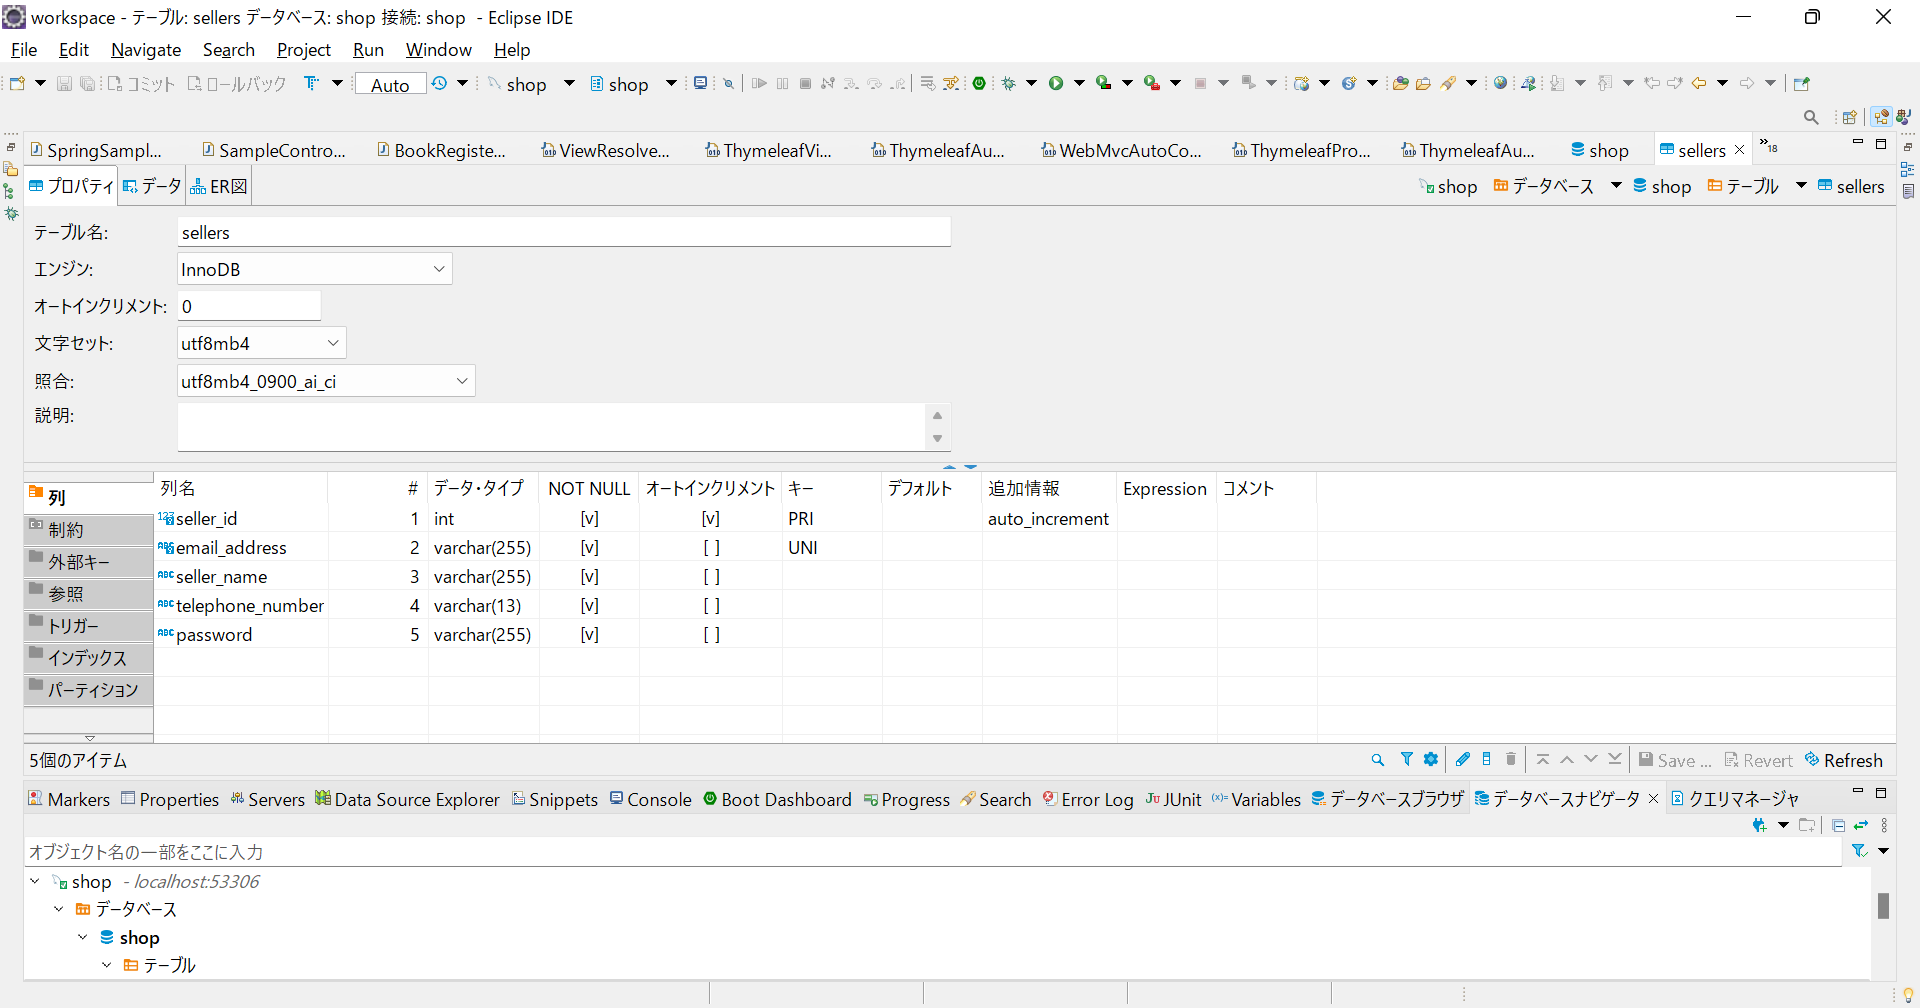 workspace - テーブル: sellers データベース: shop 接続: shop - Eclipse IDE
File Edit Navigate Search Project Run Window Help
コミット ロールバック Auto shop shop
SpringSampl... SampleContro... BookRegiste... ViewResolve... ThymeleafVi... ThymeleafAu... WebMvcAutoCo... ThymeleafPro... ThymeleafAu... shop sellers »18
プロパティ データ ER図 shop データベース shop テーブル sellers
テーブル名: sellers
エンジン: InnoDB
オートインクリメント: 0
文字セット: utf8mb4
照合: utf8mb4_0900_ai_ci
説明:
列
制約
外部キー
参照
トリガー
インデックス
パーティション
列名 # データ・タイプ NOT NULL オートインクリメント キー デフォルト 追加情報 Expression コメント
123 seller_id 1 int [v] [v] PRI auto_increment
ABC email_address 2 varchar(255) [v] [ ] UNI
ABC seller_name 3 varchar(255) [v] [ ]
ABC telephone_number 4 varchar(13) [v] [ ]
ABC password 5 varchar(255) [v] [ ]
5個のアイテム Save ... Revert Refresh
Markers Properties Servers Data Source Explorer Snippets Console Boot Dashboard Progress Search Error Log JUnit Variables データベースブラウザ データベースナビゲータ クエリマネージャ
オブジェクト名の一部をここに入力
shop - localhost:53306
データベース
shop
テーブル